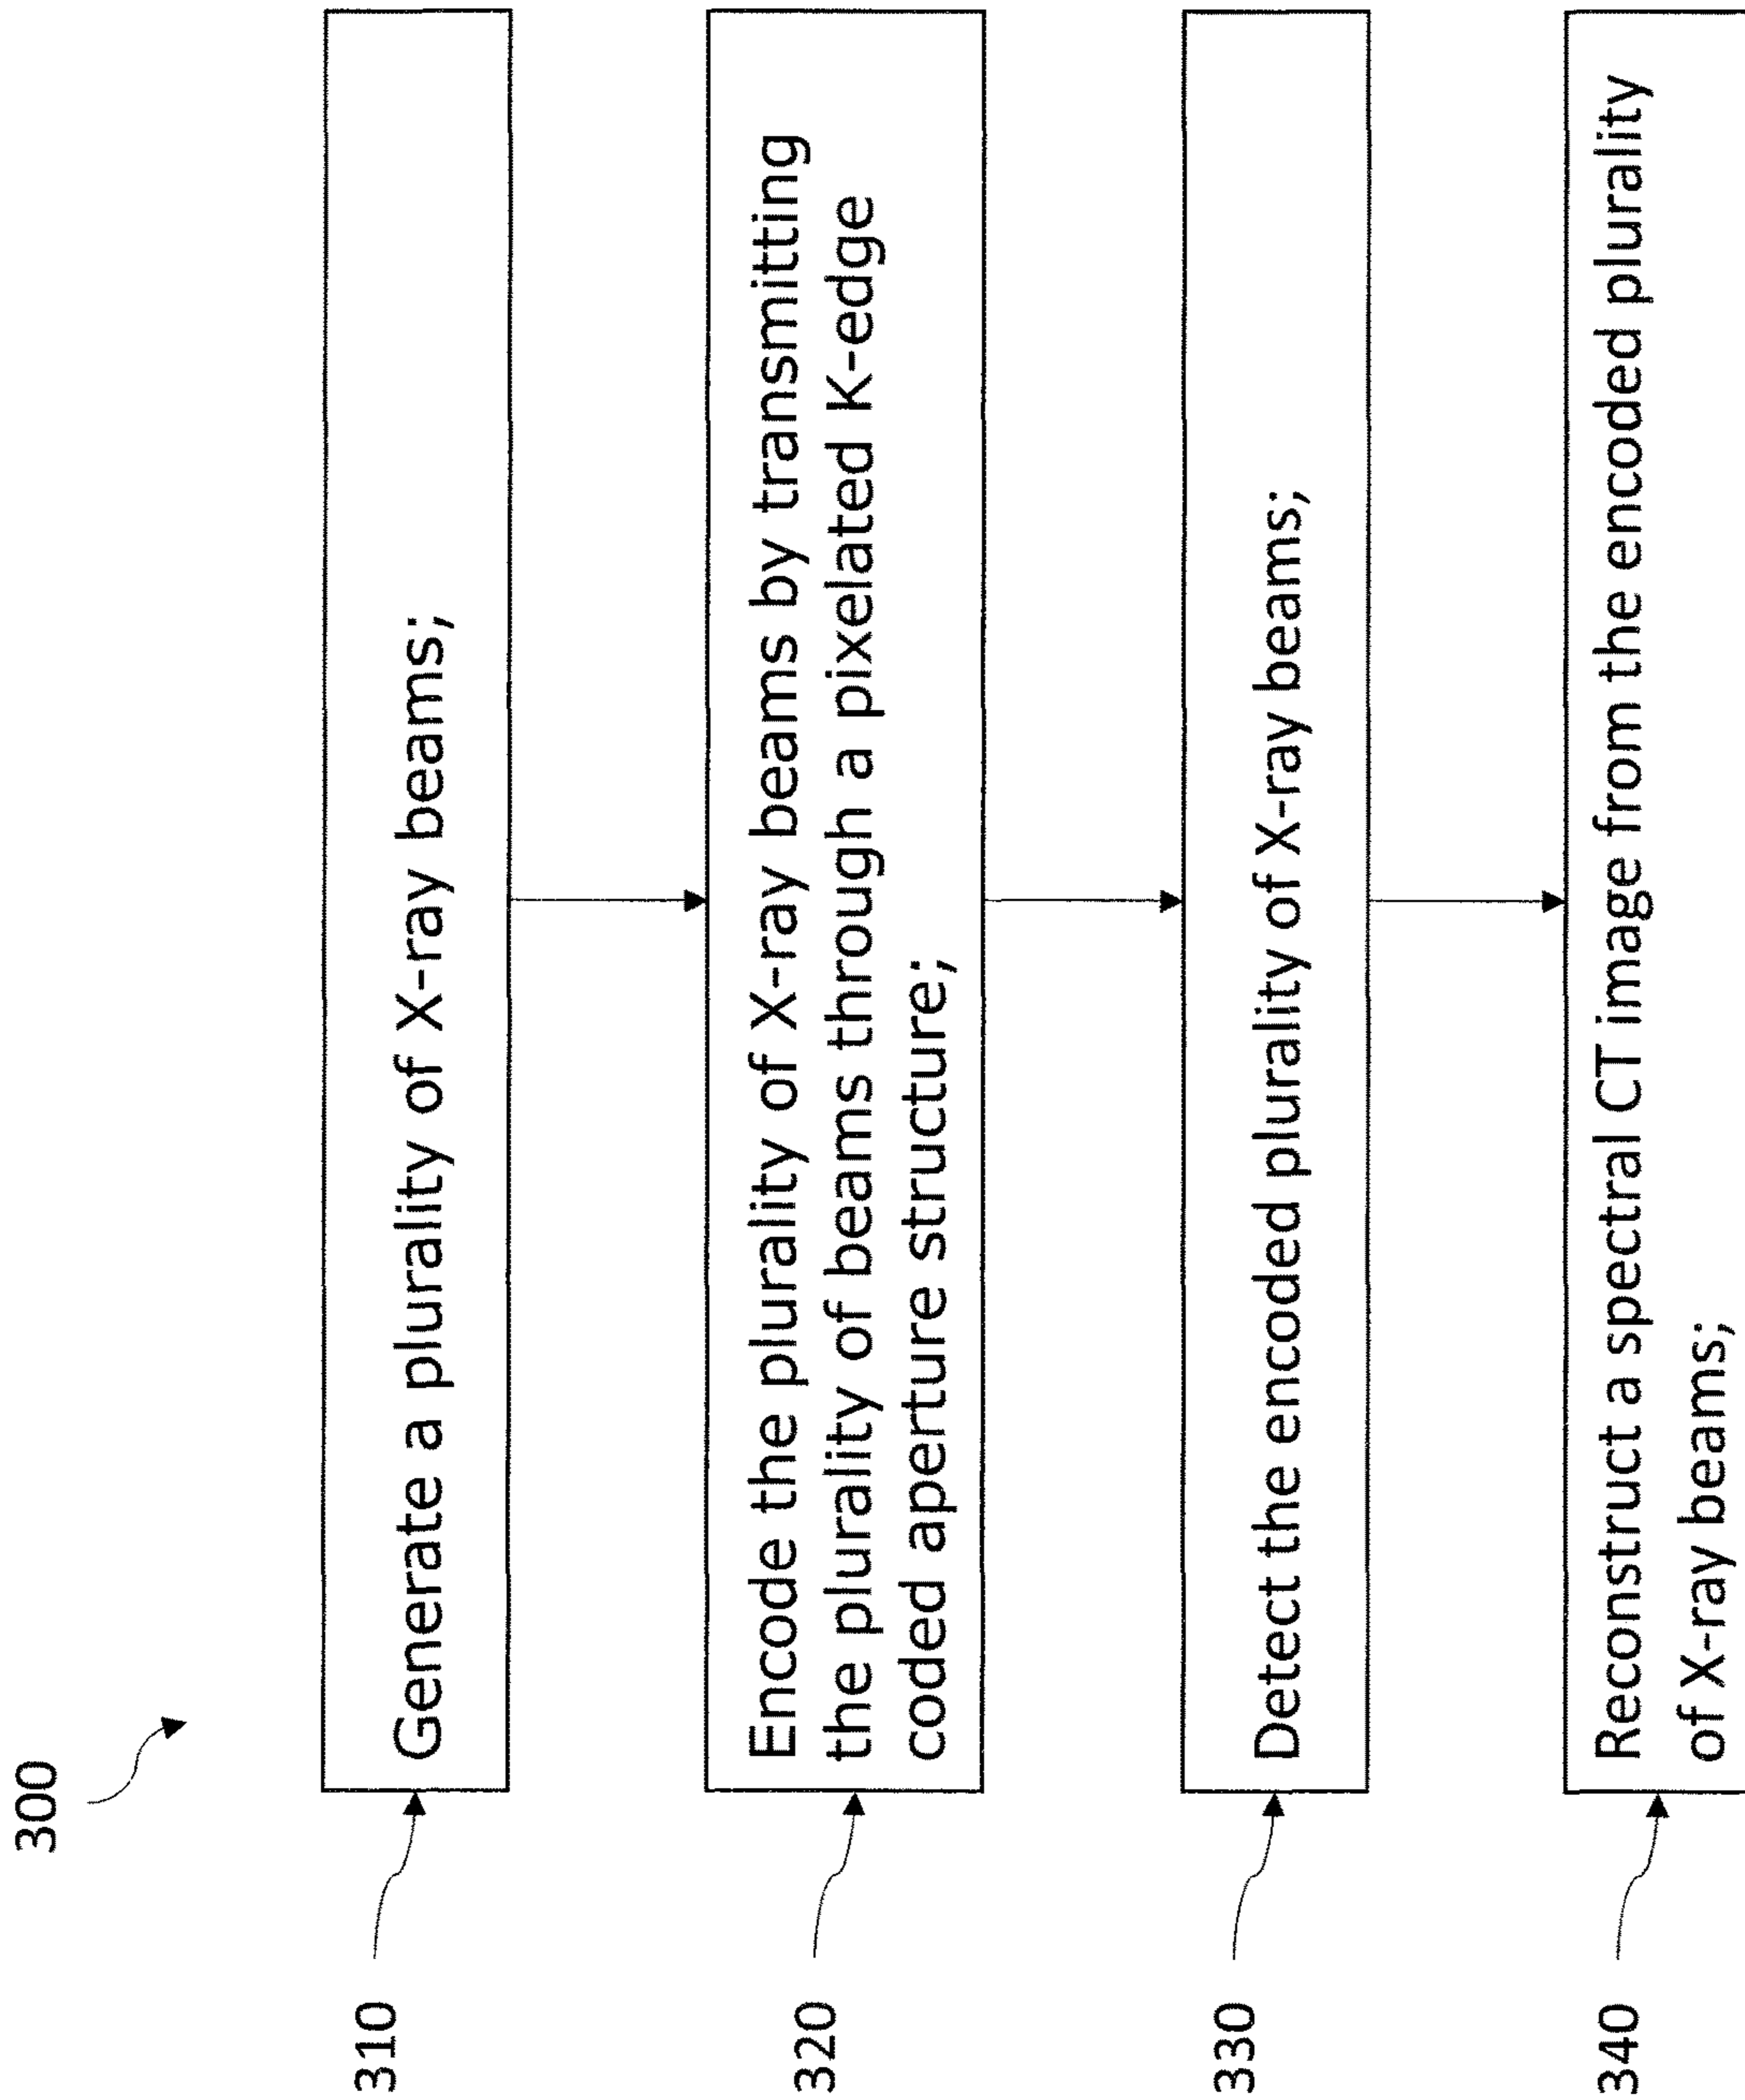 300
310
Generate a plurality of X-ray beams;
320
Encode the plurality of X-ray beams by transmitting
the plurality of beams through a pixelated K-edge
coded aperture structure;
330
Detect the encoded plurality of X-ray beams;
340
Reconstruct a spectral CT image from the encoded plurality
of X-ray beams;